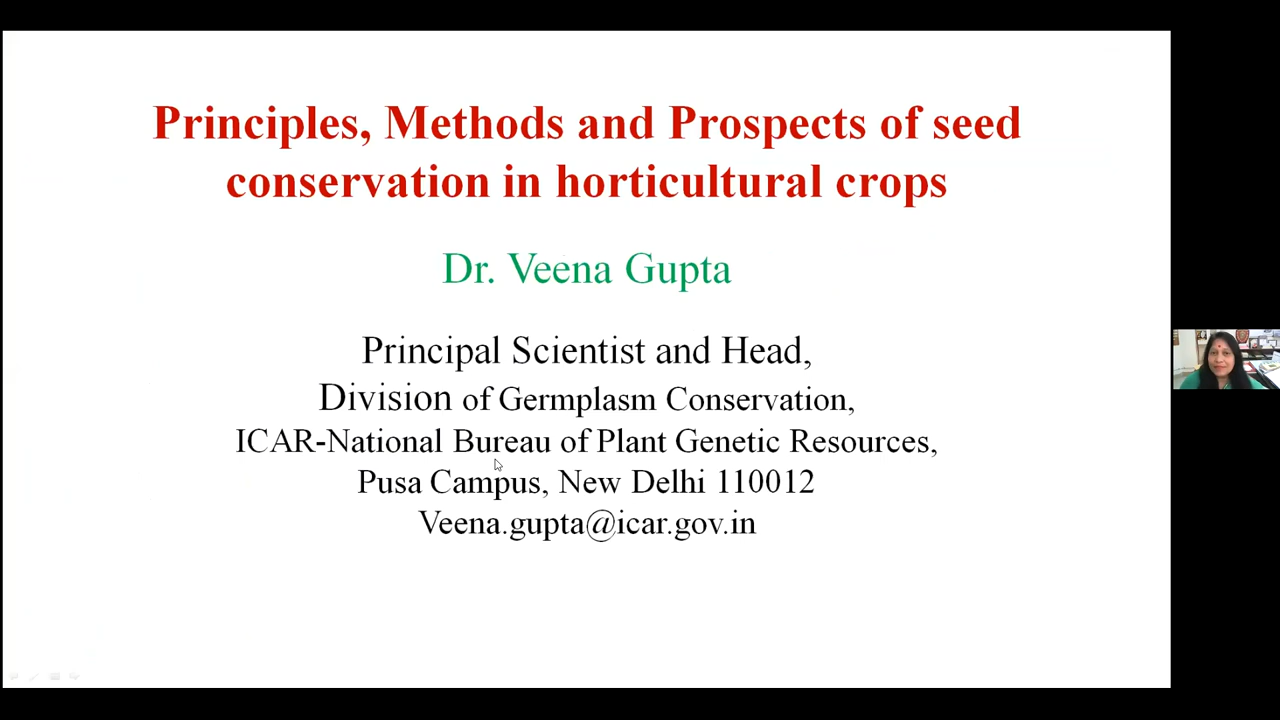 Principles, Methods and Prospects of seed
conservation in horticultural crops
Dr. Veena Gupta
Principal Scientist and Head,
Division of Germplasm Conservation,
ICAR-National Bureau of Plant Genetic Resources,
Pusa Campus, New Delhi 110012
Veena.gupta@icar.gov.in